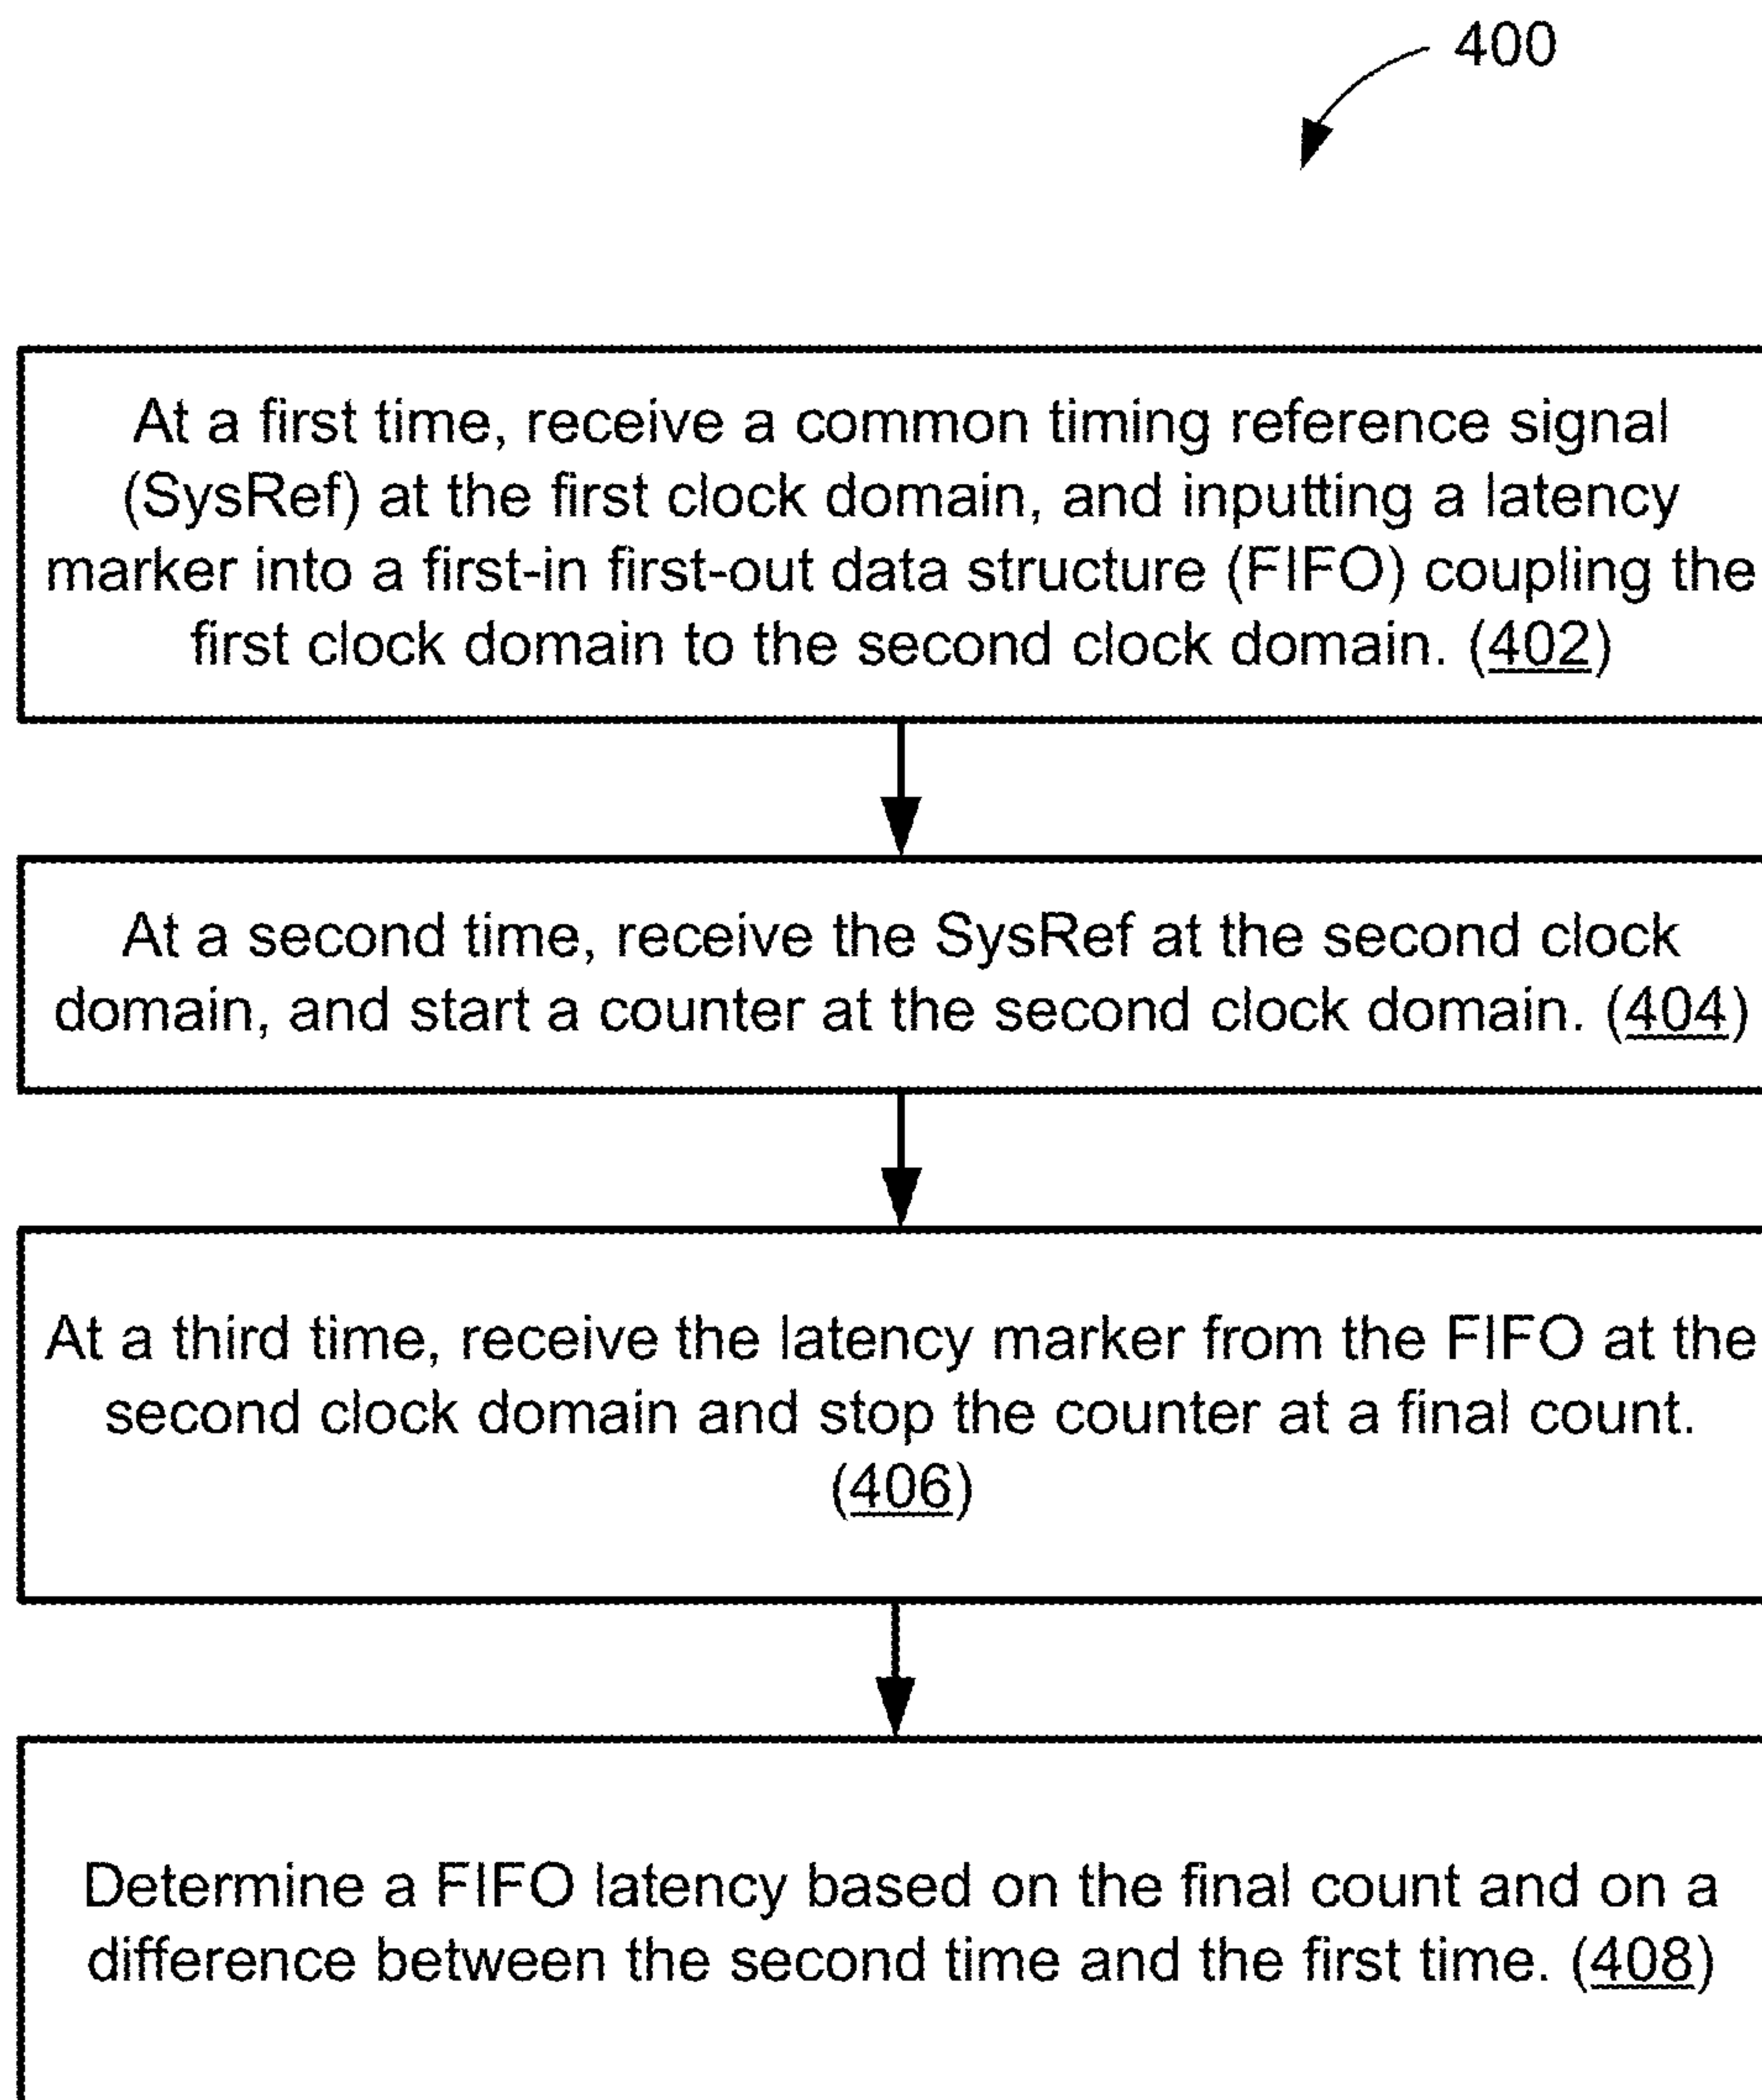 400
At a first time, receive a common timing reference signal
(SysRef) at the first clock domain, and inputting a latency
marker into a first-in first-out data structure (FIFO) coupling the
first clock domain to the second clock domain. (402)
At a second time, receive the SysRef at the second clock
domain, and start a counter at the second clock domain. (404)
At a third time, receive the latency marker from the FIFO at the
second clock domain and stop the counter at a final count.
(406)
Determine a FIFO latency based on the final count and on a
difference between the second time and the first time. (408)